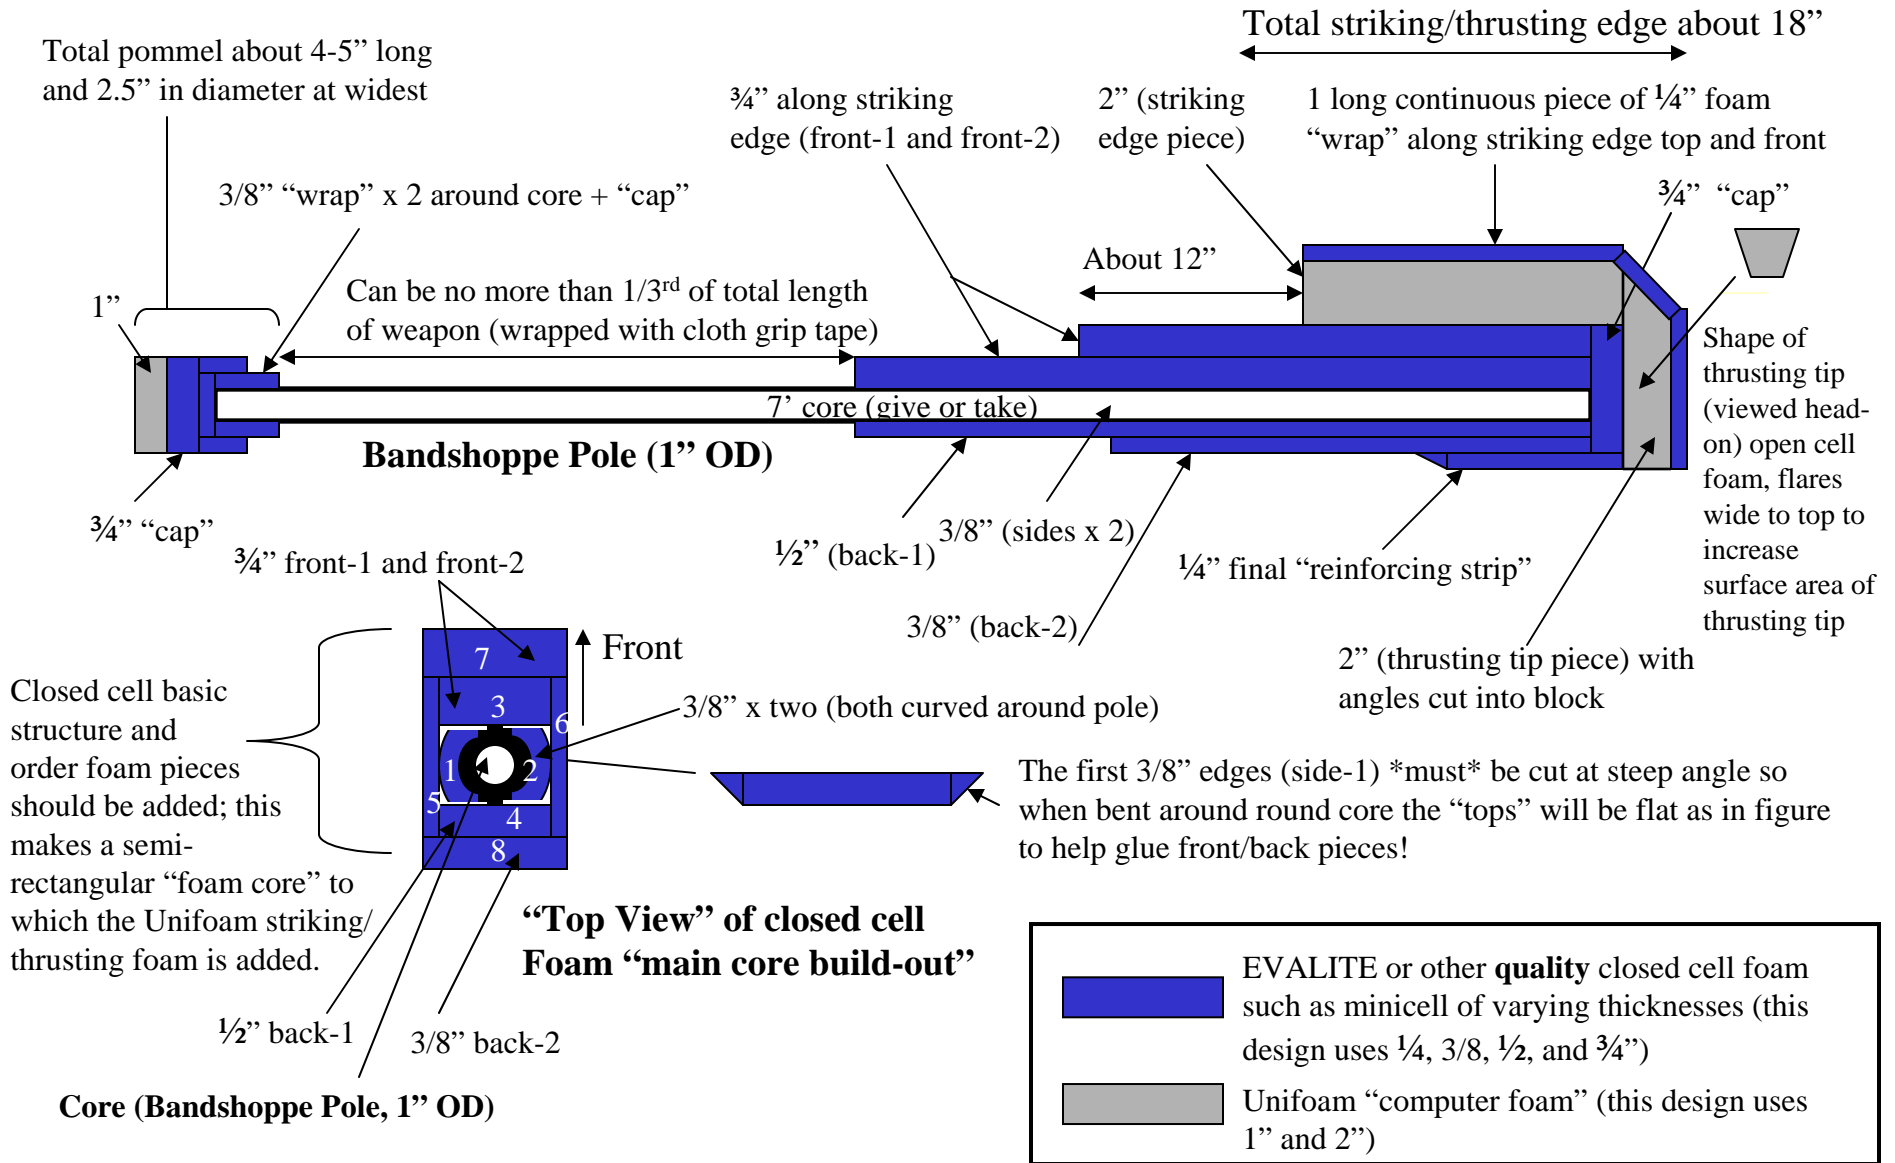 Total striking/thrusting edge about 18”
Total pommel about 4-5” long
and 2.5” in diameter at widest
¾” along striking
edge (front-1 and front-2)
2” (striking
edge piece)
1 long continuous piece of ¼” foam
“wrap” along striking edge top and front
3/8” “wrap” x 2 around core + “cap”
¾” “cap”
1”
Can be no more than 1/3rd of total length
of weapon (wrapped with cloth grip tape)
About 12”
7’ core (give or take)
Bandshoppe Pole (1” OD)
Shape of
thrusting tip
(viewed head-
on) open cell
foam, flares
wide to top to
increase
surface area of
thrusting tip
¾” “cap”
½” (back-1)
3/8” (sides x 2)
3/8” (back-2)
¼” final “reinforcing strip”
2” (thrusting tip piece) with
angles cut into block
¾” front-1 and front-2
Front
7
3
6
1
2
5
4
8
3/8” x two (both curved around pole)
Closed cell basic
structure and
order foam pieces
should be added; this
makes a semi-
rectangular “foam core” to
which the Unifoam striking/
thrusting foam is added.
The first 3/8” edges (side-1) *must* be cut at steep angle so
when bent around round core the “tops” will be flat as in figure
to help glue front/back pieces!
½” back-1
3/8” back-2
Core (Bandshoppe Pole, 1” OD)
“Top View” of closed cell
Foam “main core build-out”
EVALITE or other quality closed cell foam
such as minicell of varying thicknesses (this
design uses ¼, 3/8, ½, and ¾”)
Unifoam “computer foam” (this design uses
1” and 2”)